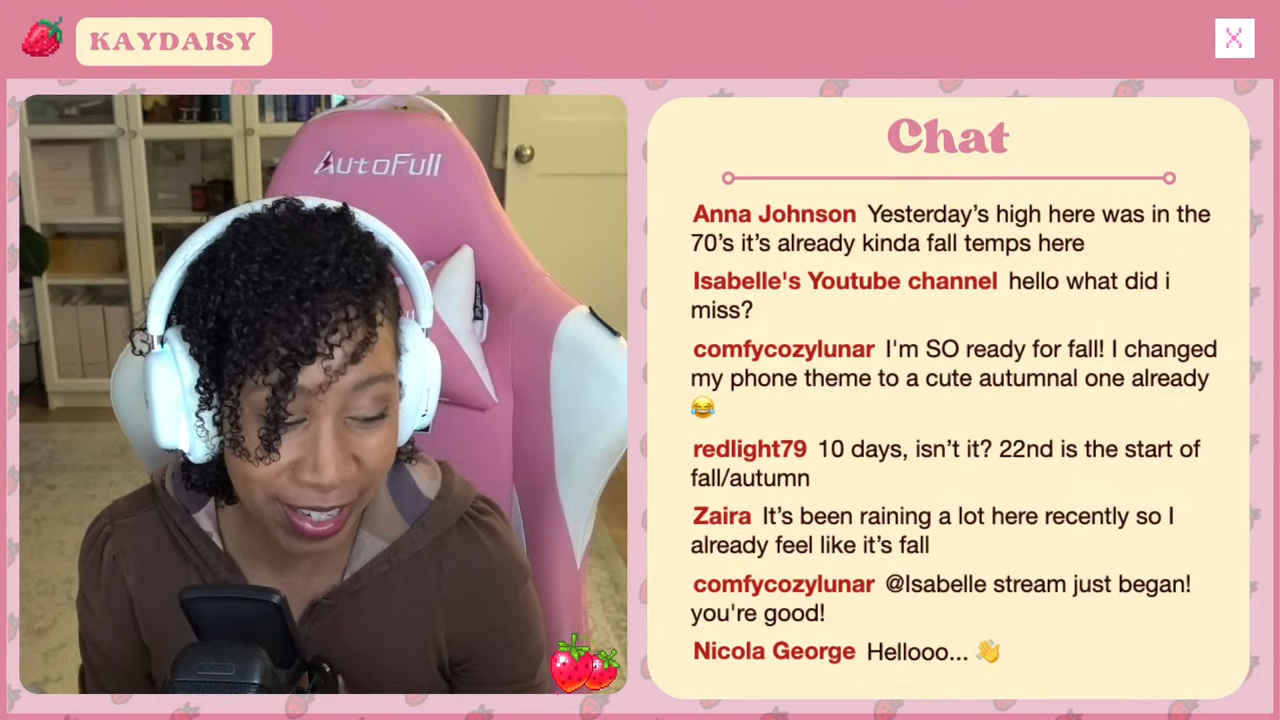 KAYDAISY
AutoFull
Chat
Anna Johnson Yesterday’s high here was in the
70’s it’s already kinda fall temps here
Isabelle's Youtube channel hello what did i
miss?
comfycozylunar I'm SO ready for fall! I changed
my phone theme to a cute autumnal one already
😂
redlight79 10 days, isn’t it? 22nd is the start of
fall/autumn
Zaira It’s been raining a lot here recently so I
already feel like it’s fall
comfycozylunar @Isabelle stream just began!
you're good!
Nicola George Hellooo... 👋